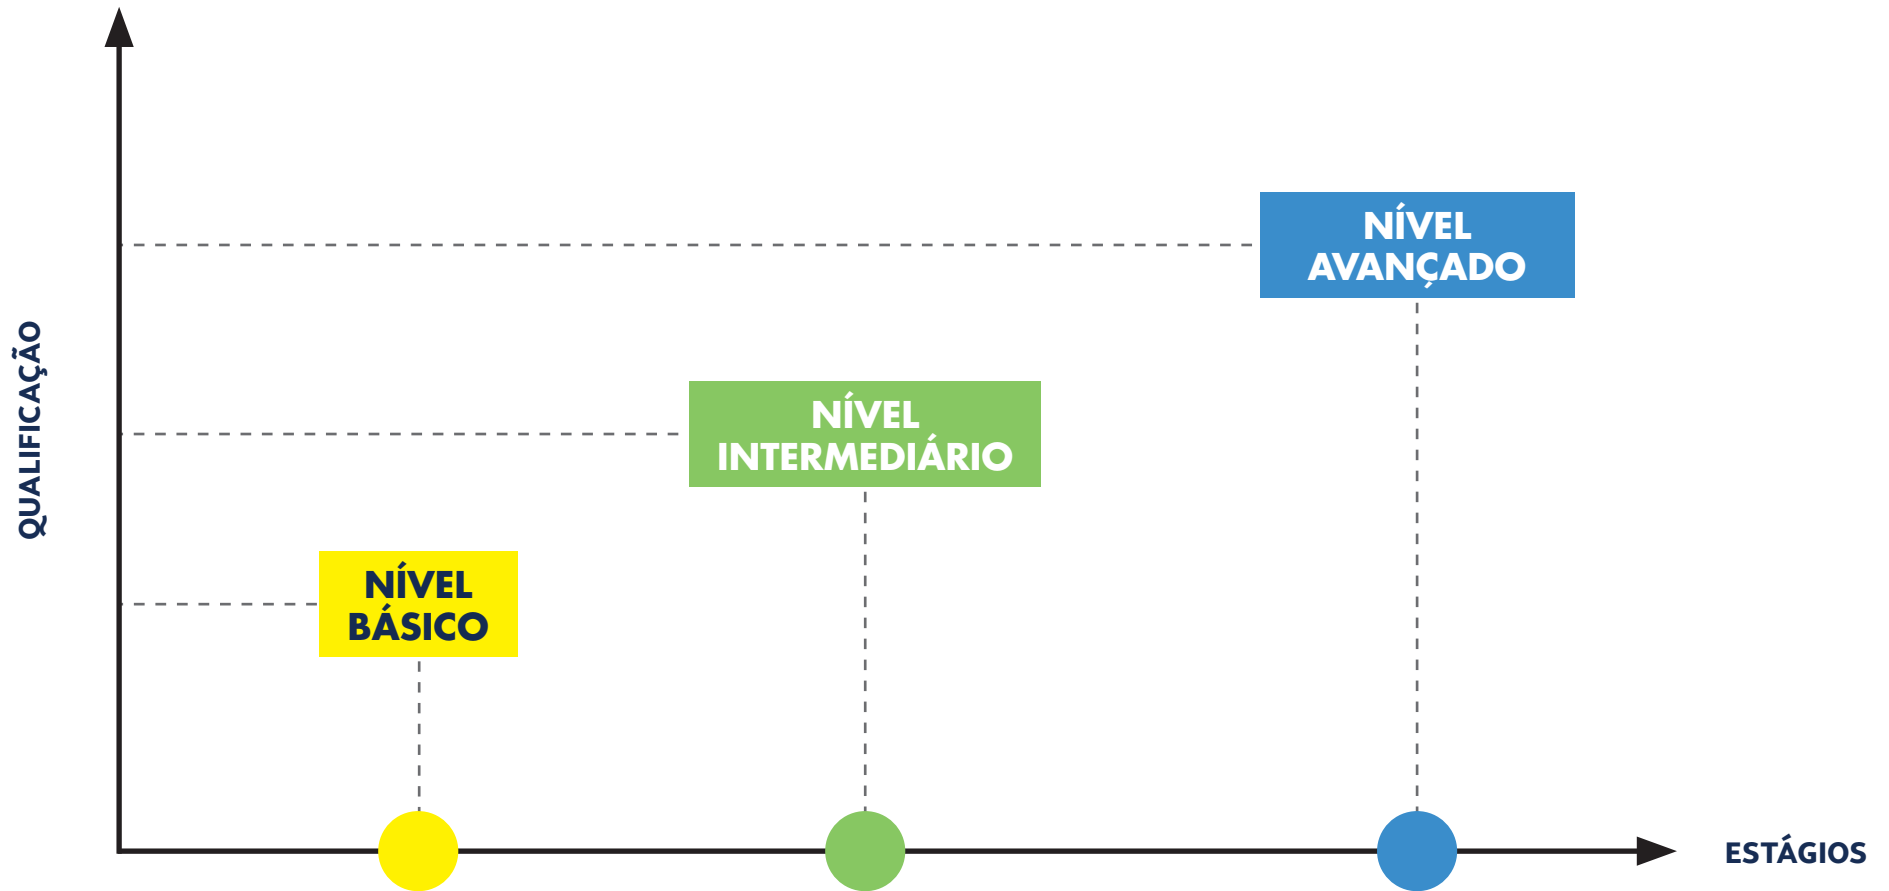 QUALIFICAÇÃO
NÍVEL
AVANÇADO
NÍVEL
INTERMEDIÁRIO
NÍVEL
BÁSICO
ESTÁGIOS